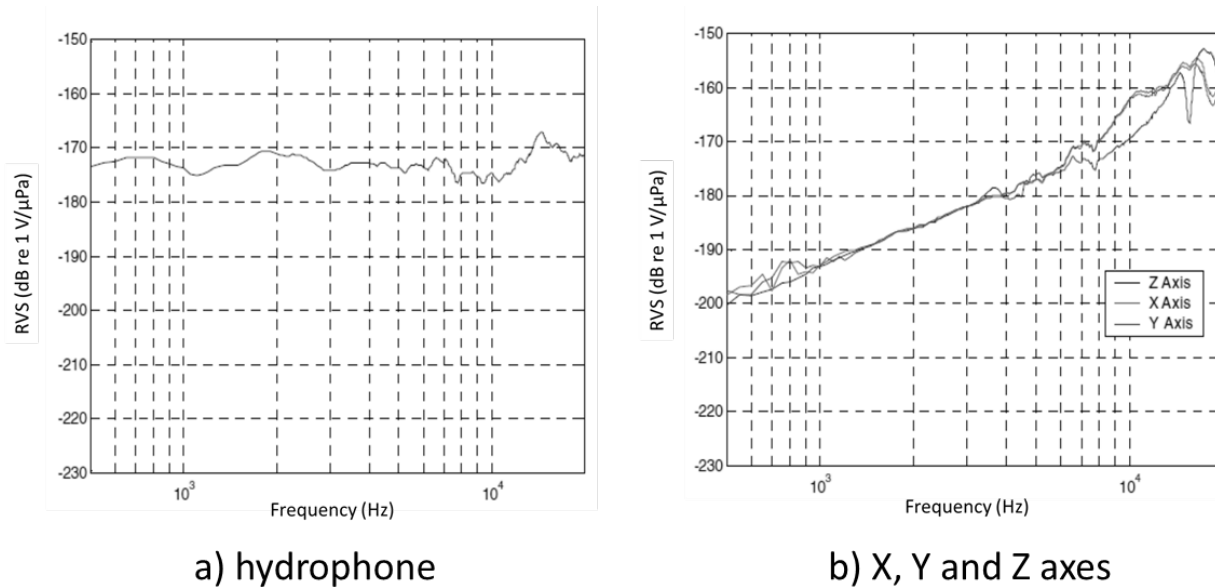 -150
-160
-170
-180
-190
-200
-210
-220
-230
RVS (dB re 1 V/µPa)
10³
10⁴
Frequency (Hz)
a) hydrophone
-150
-160
-170
-180
-190
-200
-210
-220
-230
RVS (dB re 1 V/µPa)
Z Axis
X Axis
Y Axis
10³
10⁴
Frequency (Hz)
b) X, Y and Z axes